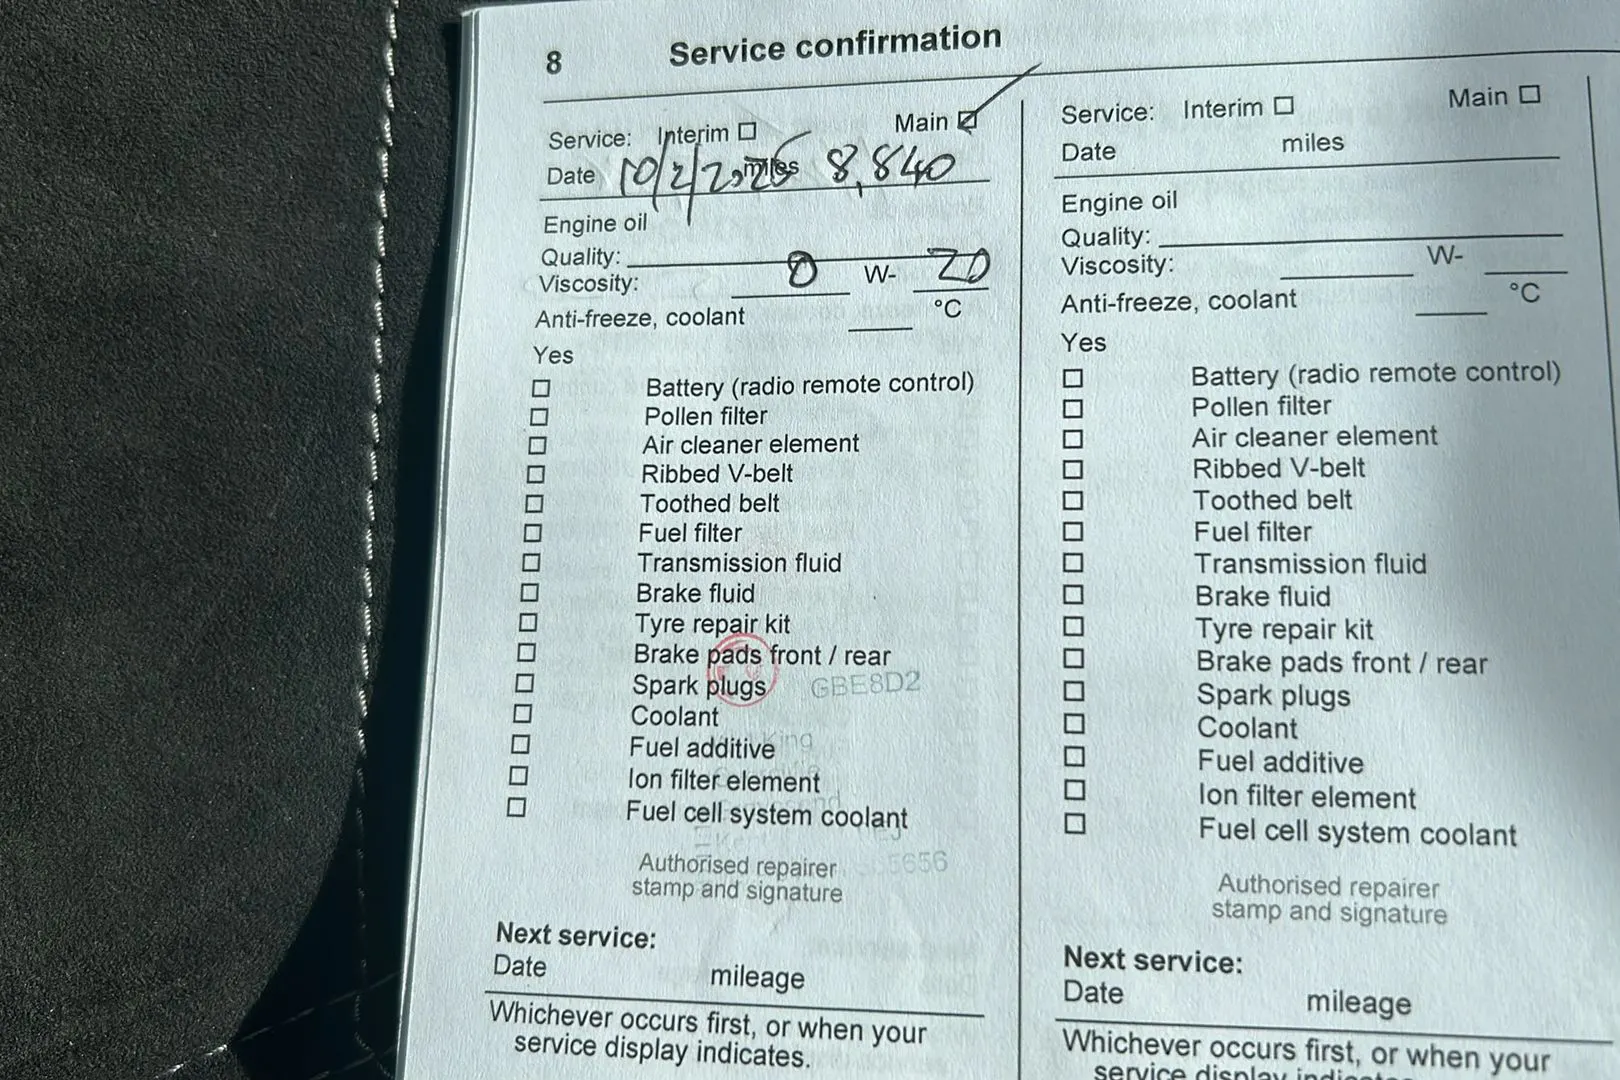 8 Service confirmation
Service: Interim ☐ Main ☑
Date 10/2/2026 miles 8,840
Engine oil
Quality:
Viscosity: 0 W- 20
Anti-freeze, coolant °C
Yes
☐ Battery (radio remote control)
☐ Pollen filter
☐ Air cleaner element
☐ Ribbed V-belt
☐ Toothed belt
☐ Fuel filter
☐ Transmission fluid
☐ Brake fluid
☐ Tyre repair kit
☐ Brake pads front / rear
☐ Spark plugs GBE8D2
☐ Coolant
☐ Fuel additive
☐ Ion filter element
☐ Fuel cell system coolant
Authorised repairer 5656
stamp and signature
Next service:
Date mileage
Whichever occurs first, or when your
service display indicates.
Service: Interim ☐ Main ☐
Date miles
Engine oil
Quality:
Viscosity: W-
Anti-freeze, coolant °C
Yes
☐ Battery (radio remote control)
☐ Pollen filter
☐ Air cleaner element
☐ Ribbed V-belt
☐ Toothed belt
☐ Fuel filter
☐ Transmission fluid
☐ Brake fluid
☐ Tyre repair kit
☐ Brake pads front / rear
☐ Spark plugs
☐ Coolant
☐ Fuel additive
☐ Ion filter element
☐ Fuel cell system coolant
Authorised repairer
stamp and signature
Next service:
Date mileage
Whichever occurs first, or when your
service display